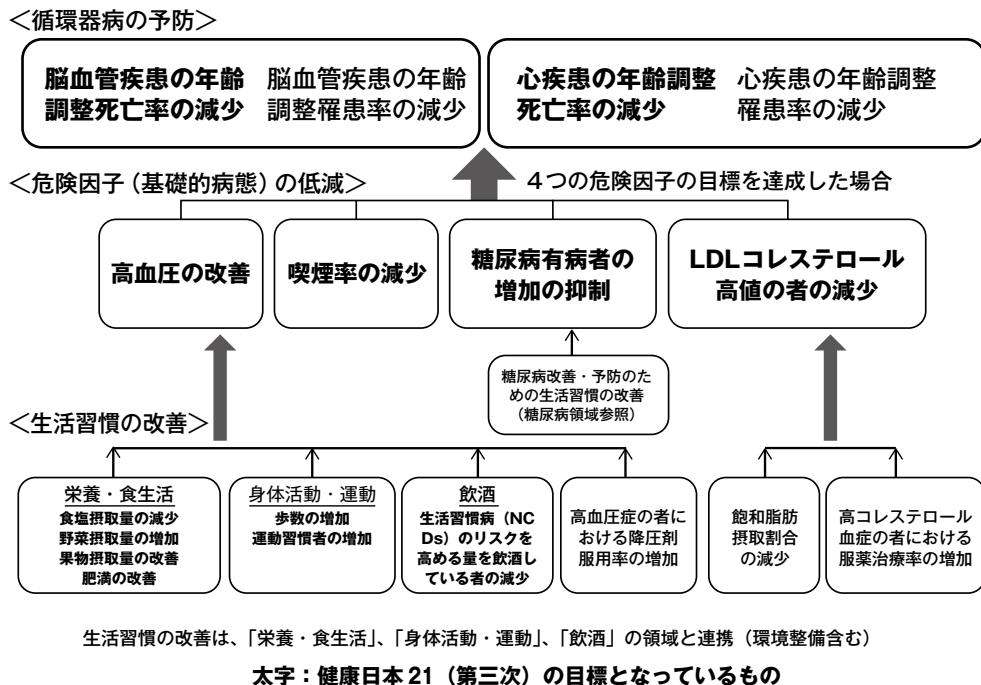 ＜循環器病の予防＞
脳血管疾患の年齢
調整死亡率の減少
脳血管疾患の年齢
調整罹患率の減少
心疾患の年齢調整
死亡率の減少
心疾患の年齢調整
罹患率の減少
＜危険因子（基礎的病態）の低減＞
４つの危険因子の目標を達成した場合
高血圧の改善
喫煙率の減少
糖尿病有病者の
増加の抑制
LDLコレステロール
高値の者の減少
糖尿病改善・予防のた
めの生活習慣の改善
（糖尿病領域参照）
＜生活習慣の改善＞
栄養・食生活
食塩摂取量の減少
野菜摂取量の増加
果物摂取量の改善
肥満の改善
身体活動・運動
歩数の増加
運動習慣者の増加
飲酒
生活習慣病（NC
Ds）のリスクを
高める量を飲酒し
ている者の減少
高血圧症の者に
おける降圧剤
服用率の増加
飽和脂肪
摂取割合
の減少
高コレステロール
血症の者における
服薬治療率の増加
生活習慣の改善は、「栄養・食生活」、「身体活動・運動」、「飲酒」の領域と連携（環境整備含む）
太字：健康日本 21（第三次）の目標となっているもの